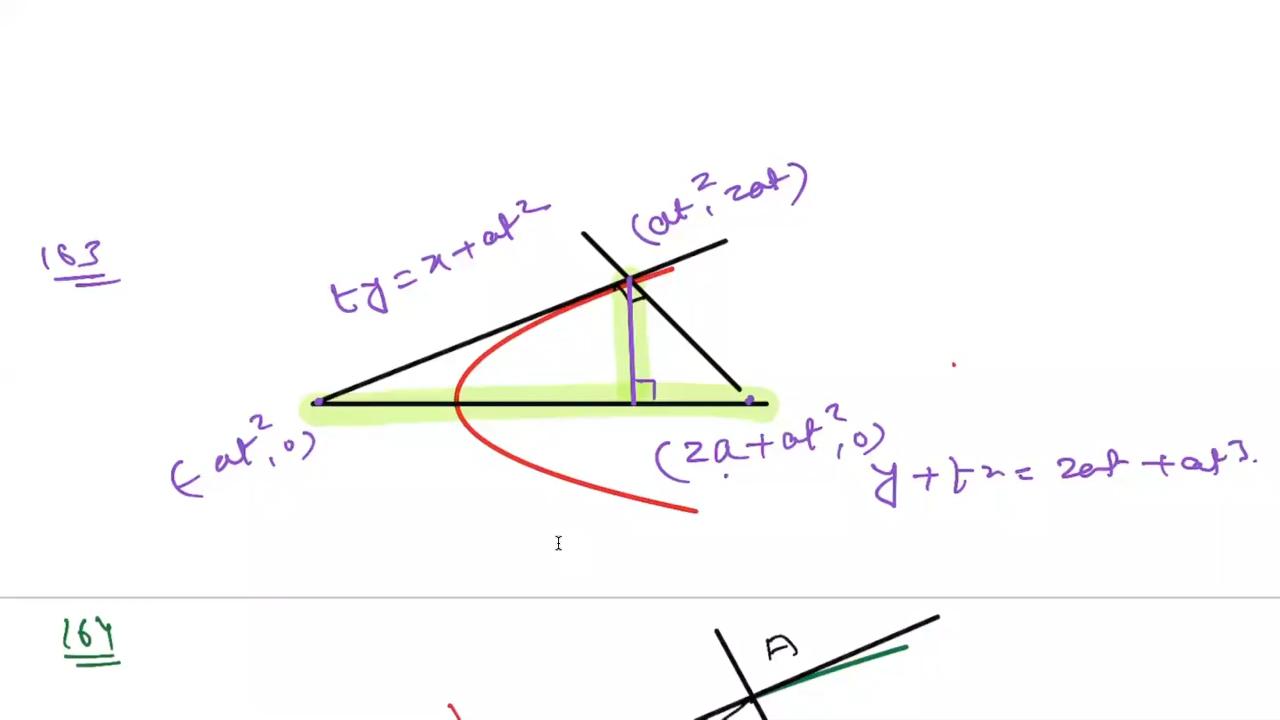 163
ty = x + at²
(at², 2at)
(-at², 0)
(2a + at², 0)
y + tx = 2at + at³.
164
A